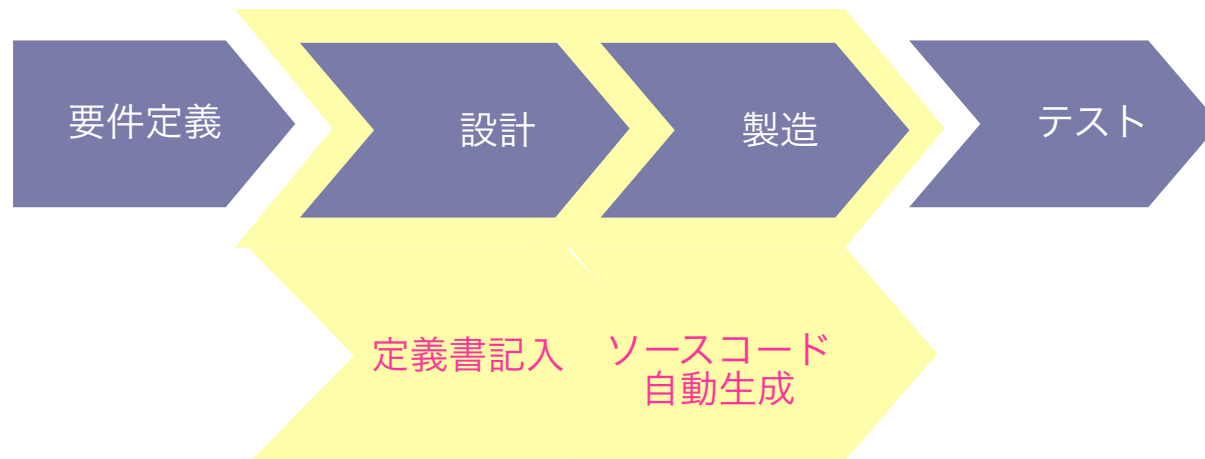 要件定義
設計
製造
テスト
定義書記入
ソースコード
自動生成